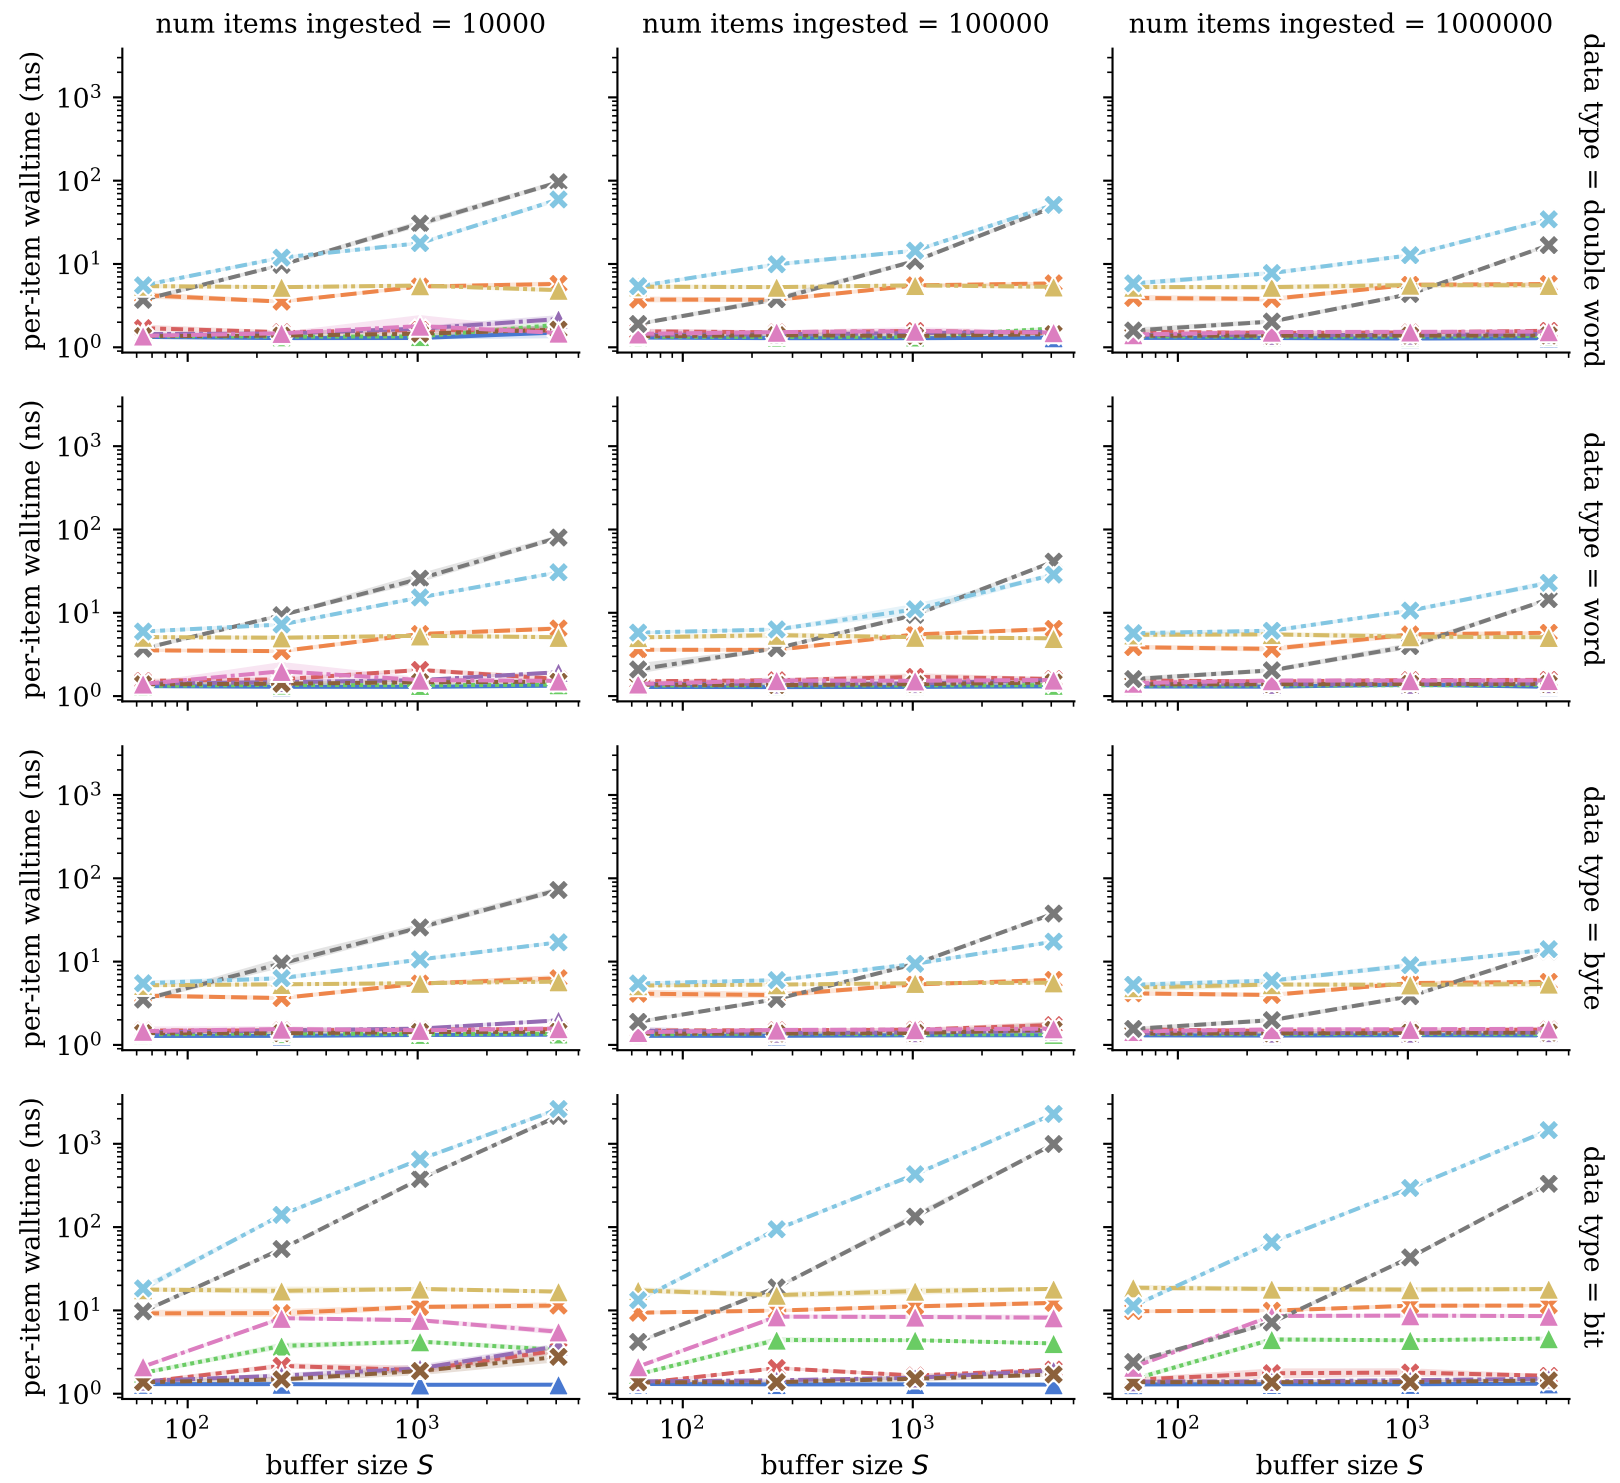 num items ingested = 10000
num items ingested = 100000
num items ingested = 1000000
per-item walltime (ns)
10³
10²
10¹
10⁰
data type = double word
per-item walltime (ns)
10³
10²
10¹
10⁰
data type = word
per-item walltime (ns)
10³
10²
10¹
10⁰
data type = byte
per-item walltime (ns)
10³
10²
10¹
10⁰
data type = bit
10² 10³
10² 10³
10² 10³
buffer size S
buffer size S
buffer size S